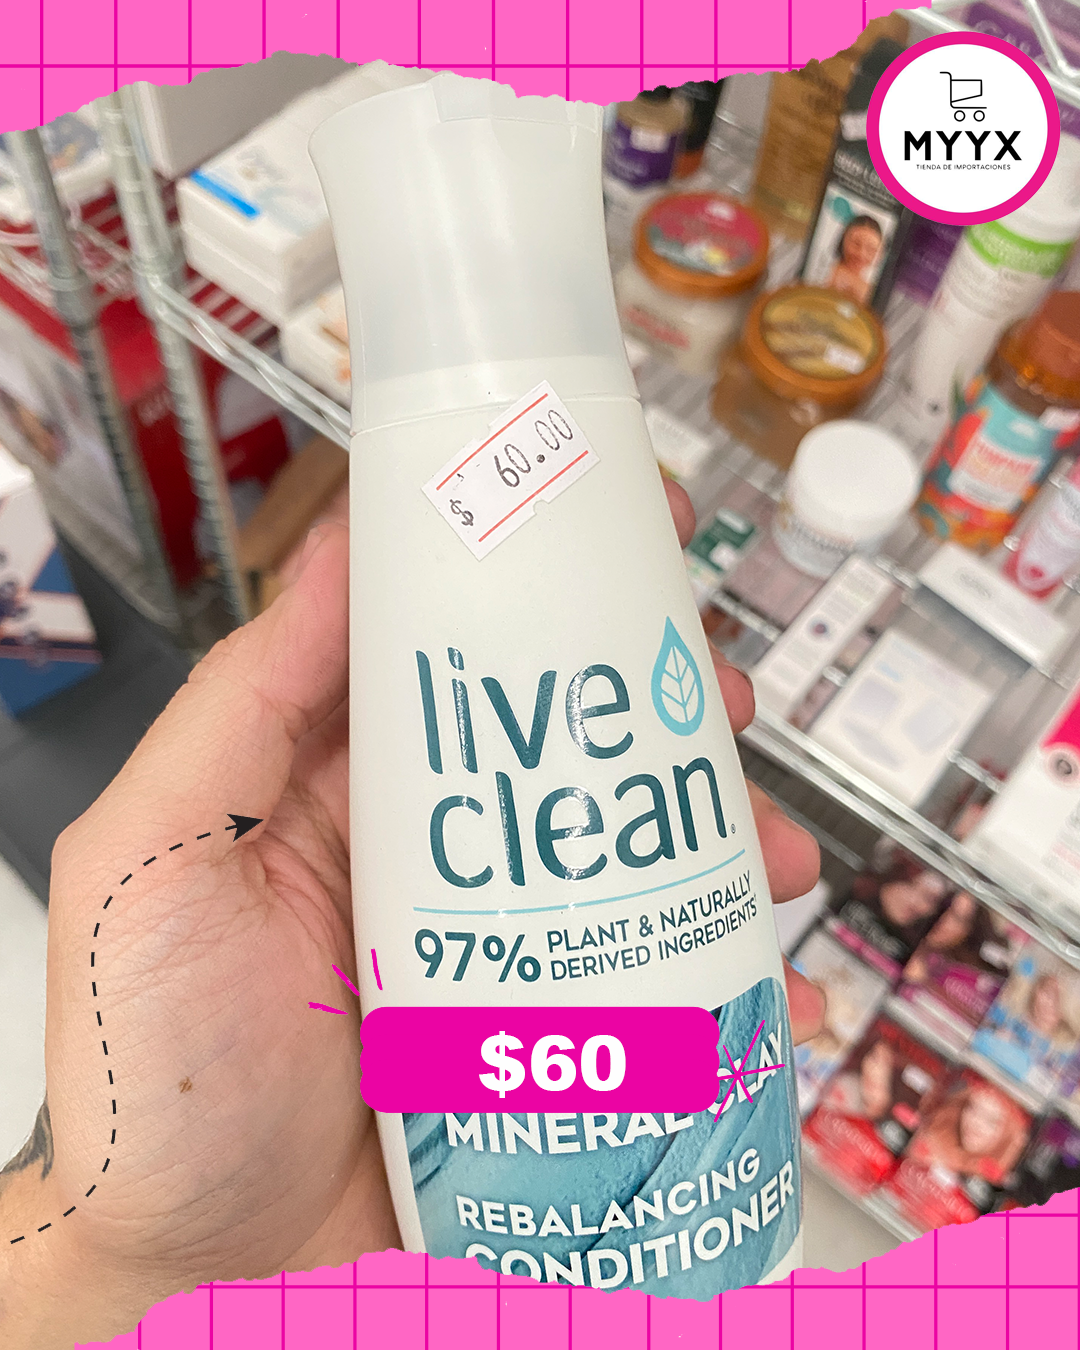 MYYX
TIENDA DE IMPORTACIONES
$ 60.00
live
clean
97% PLANT & NATURALLY
DERIVED INGREDIENTS
$60
MINERAL CLAY
REBALANCING
CONDITIONER